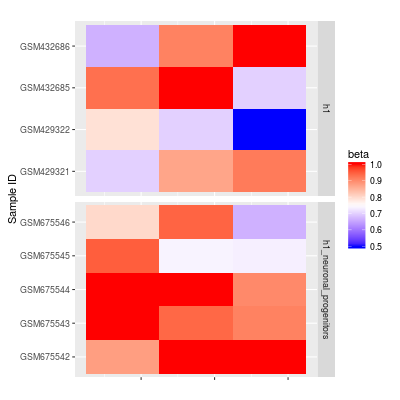 GSM432686
GSM432685
GSM429322
GSM429321
h1
GSM675546
GSM675545
GSM675544
GSM675543
GSM675542
h1_neuronal_progenitors
Sample ID
beta
1.0
0.9
0.8
0.7
0.6
0.5